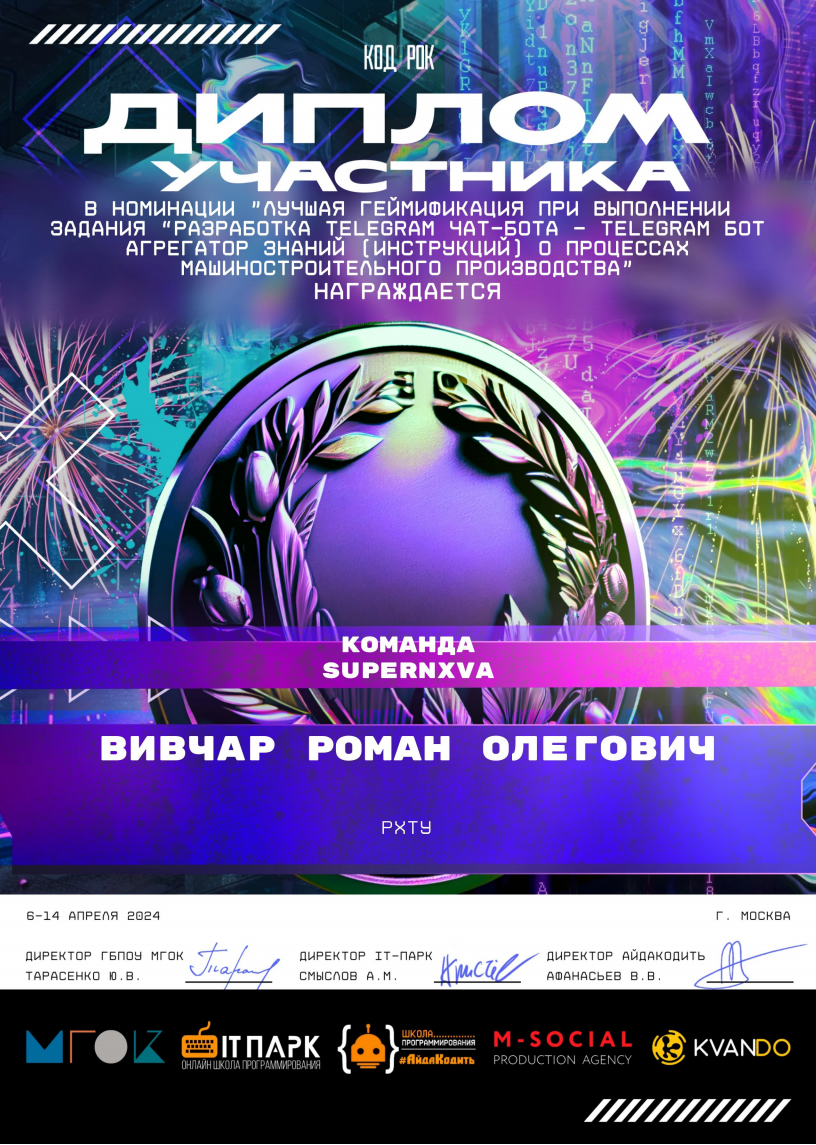 КОД РОК
ДИПЛОМ
УЧАСТНИКА
В НОМИНАЦИИ "ЛУЧШАЯ ГЕЙМИФИКАЦИЯ ПРИ ВЫПОЛНЕНИИ
ЗАДАНИЯ "РАЗРАБОТКА TELEGRAM ЧАТ-БОТА – TELEGRAM БОТ
АГРЕГАТОР ЗНАНИЙ (ИНСТРУКЦИЙ) О ПРОЦЕССАХ
МАШИНОСТРОИТЕЛЬНОГО ПРОИЗВОДСТВА"
НАГРАЖДАЕТСЯ
КОМАНДА
SUPERNXVA
ВИВЧАР РОМАН ОЛЕГОВИЧ
РХТУ
6-14 АПРЕЛЯ 2024
Г. МОСКВА
ДИРЕКТОР ГБПОУ МГОК
ТАРАСЕНКО Ю.В.
ДИРЕКТОР IT-ПАРК
СМЫСЛОВ А.М.
ДИРЕКТОР АЙДАКОДИТЬ
АФАНАСЬЕВ В.В.
МГОК
IT ПАРК
ОНЛАЙН ШКОЛА ПРОГРАММИРОВАНИЯ
ШКОЛА
ПРОГРАММИРОВАНИЯ
#АйдаКодить
M-SOCIAL
PRODUCTION AGENCY
KVANDO